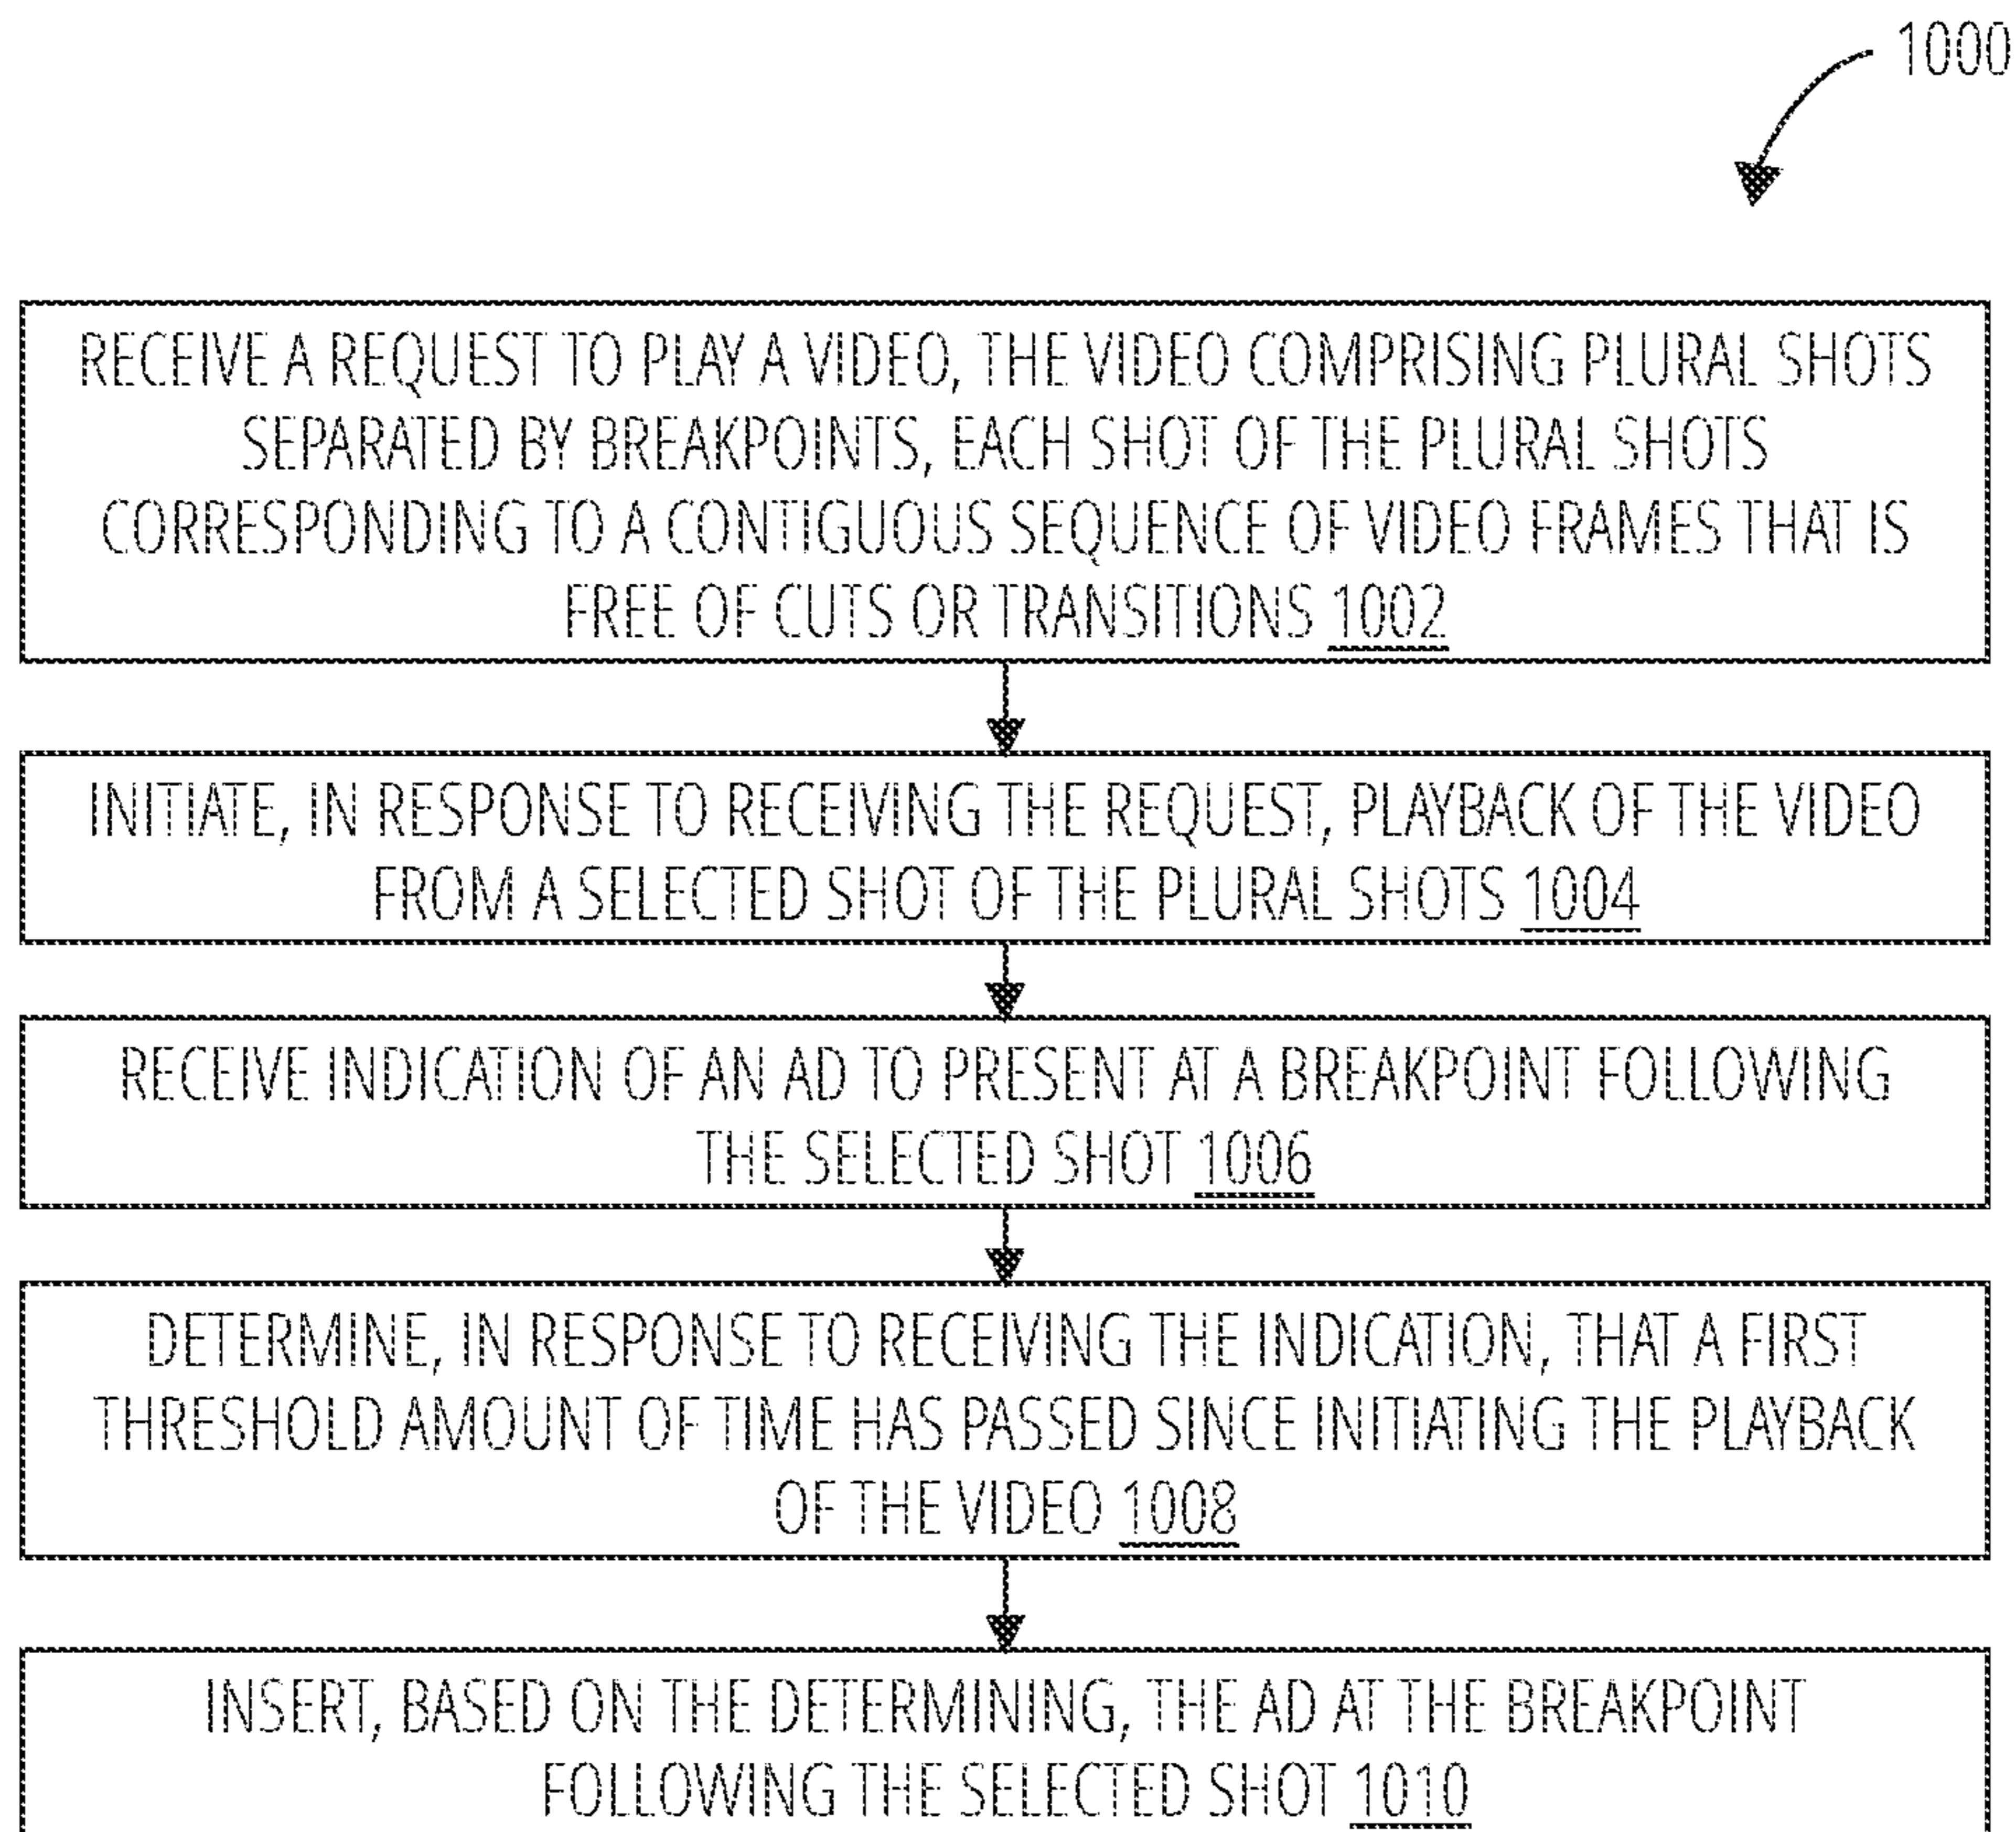 1000
RECEIVE A REQUEST TO PLAY A VIDEO, THE VIDEO COMPRISING PLURAL SHOTS
SEPARATED BY BREAKPOINTS, EACH SHOT OF THE PLURAL SHOTS
CORRESPONDING TO A CONTIGUOUS SEQUENCE OF VIDEO FRAMES THAT IS
FREE OF CUTS OR TRANSITIONS 1002
INITIATE, IN RESPONSE TO RECEIVING THE REQUEST, PLAYBACK OF THE VIDEO
FROM A SELECTED SHOT OF THE PLURAL SHOTS 1004
RECEIVE INDICATION OF AN AD TO PRESENT AT A BREAKPOINT FOLLOWING
THE SELECTED SHOT 1006
DETERMINE, IN RESPONSE TO RECEIVING THE INDICATION, THAT A FIRST
THRESHOLD AMOUNT OF TIME HAS PASSED SINCE INITIATING THE PLAYBACK
OF THE VIDEO 1008
INSERT, BASED ON THE DETERMINING, THE AD AT THE BREAKPOINT
FOLLOWING THE SELECTED SHOT 1010